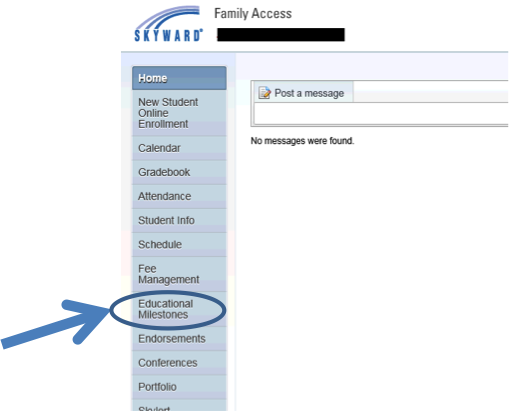 Family Access
SKYWARD®
Home
Post a message
New Student
Online
Enrollment
No messages were found.
Calendar
Gradebook
Attendance
Student Info
Schedule
Fee
Management
Educational
Milestones
Endorsements
Conferences
Portfolio